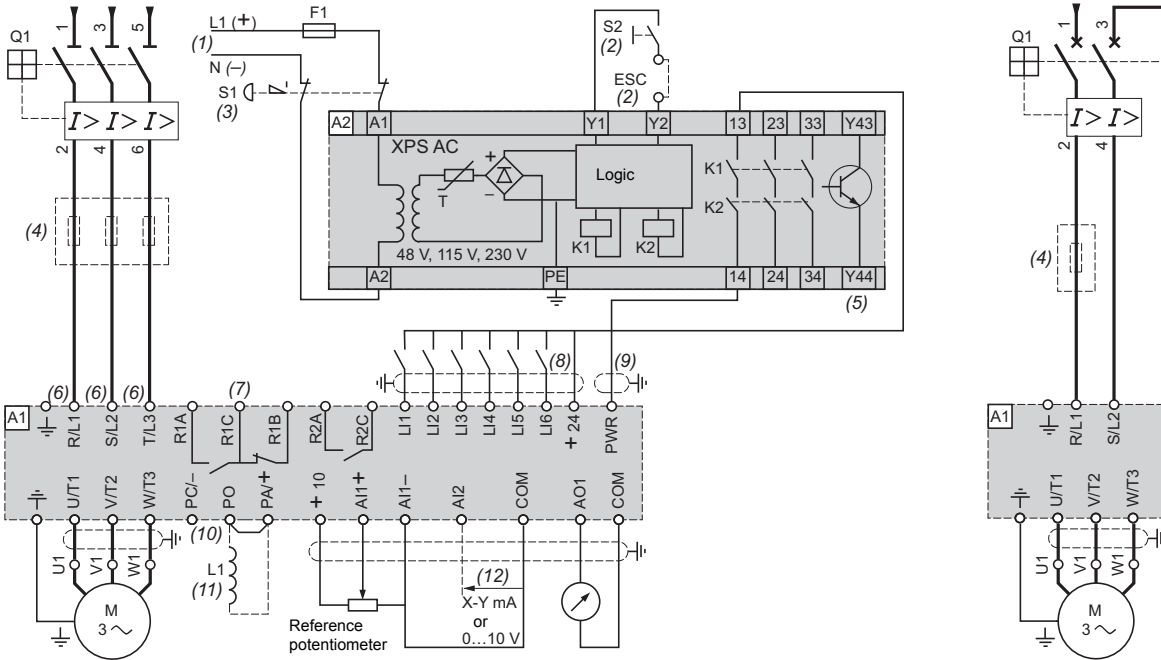 1 3 5
Q1
I> I> I>
2 4 6
(4)
L1 (+)
F1
(1)
N (–)
S1
(3)
S2
(2)
ESC
(2)
A2 A1 Y1 Y2 13 23 33 Y43
XPS AC
T
+
–
Logic
K1
K2
K1 K2
48 V, 115 V, 230 V
A2 PE 14 24 34 Y44
(5)
(6) (6) (6) (7) (8) (9)
A1
R/L1 S/L2 T/L3 R1A R1C R1B R2A R2C LI1 LI2 LI3 LI4 LI5 LI6 + 24 PWR
U/T1 V/T2 W/T3 PC/– PO PA/+ + 10 AI1+ AI1– AI2 COM AO1 COM
(10)
U1 V1 W1
L1
(11)
(12)
X-Y mA
or
0…10 V
Reference
potentiometer
M
3
1 3
Q1
I> I>
2 4
(4)
A1
R/L1 S/L2
U/T1 V/T2 W/T3
U1 V1 W1
M
3